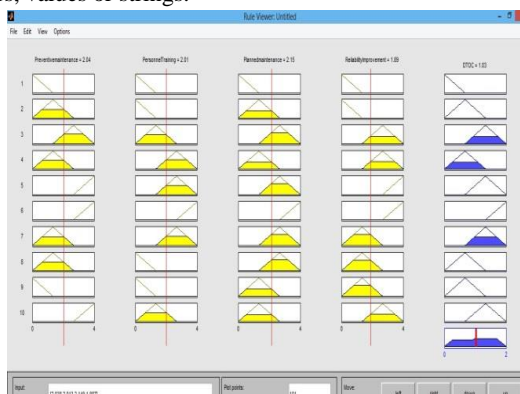 Rule Viewer: Untitled
File Edit View Options
Preventivemaintenance = 2.04
PersonnelTraining = 2.01
Plannedmaintenance = 2.15
ReliabilityImprovement = 1.89
DTOC = 1.03
1
2
3
4
5
6
7
8
9
10
0 4
0 4
0 4
0 4
0 2
Input:
Plot points:
101
Move:
left
right
down
up